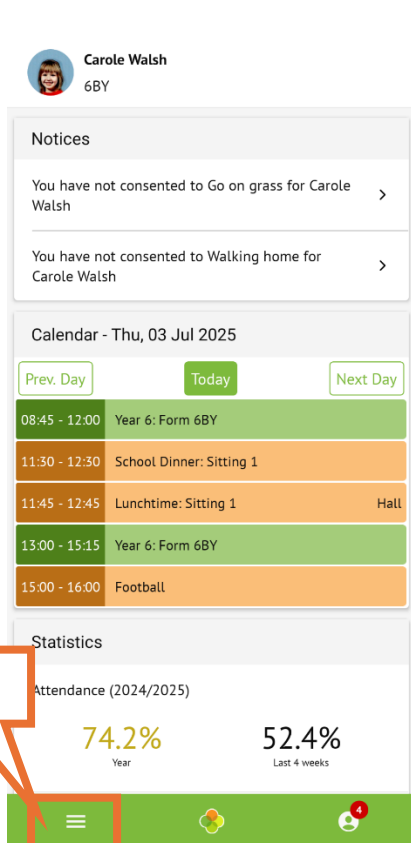 Carole Walsh
6BY
Notices
You have not consented to Go on grass for Carole
Walsh
You have not consented to Walking home for
Carole Walsh
Calendar - Thu, 03 Jul 2025
Prev. Day Today Next Day
08:45 - 12:00 Year 6: Form 6BY
11:30 - 12:30 School Dinner: Sitting 1
11:45 - 12:45 Lunchtime: Sitting 1 Hall
13:00 - 15:15 Year 6: Form 6BY
15:00 - 16:00 Football
Statistics
Attendance (2024/2025)
74.2% 52.4%
Year Last 4 weeks
4